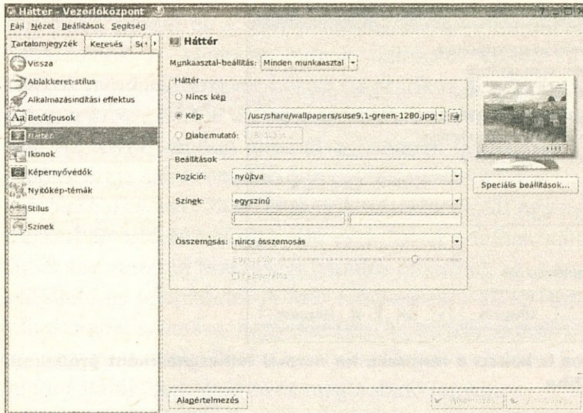 Háttér - Vezérlőközpont
Fájl Nézet Beállítások Segítség
Tartalomjegyzék Keresés
Vissza
Ablakkeret-stílus
Alkalmazásindítási effektus
Betűtípusok
Háttér
Ikonok
Képernyővédők
Nyitókép-témák
Stílus
Színek
Háttér
Munkaasztal-beállítás: Minden munkaasztal
Háttér
Nincs kép
Kép: /usr/share/wallpapers/suse9.1-green-1280.jpg
Diabemutató:
Beállítások
Pozíció: nyújtva
Színek: egyszínű
Összemosás: nincs összemosás
Speciális beállítások...
Alapértelmezés